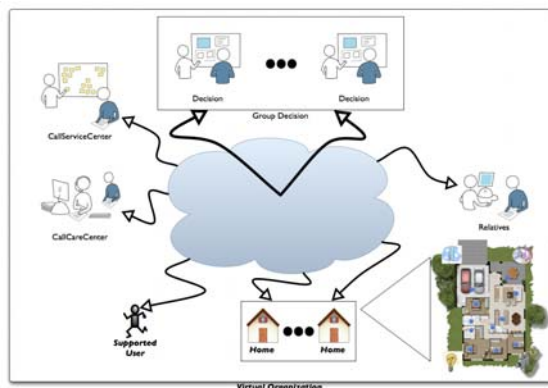 Decision
Decision
Group Decision
CallServiceCenter
CallCareCenter
Relatives
Supported
User
Home
Home
Virtual Organization